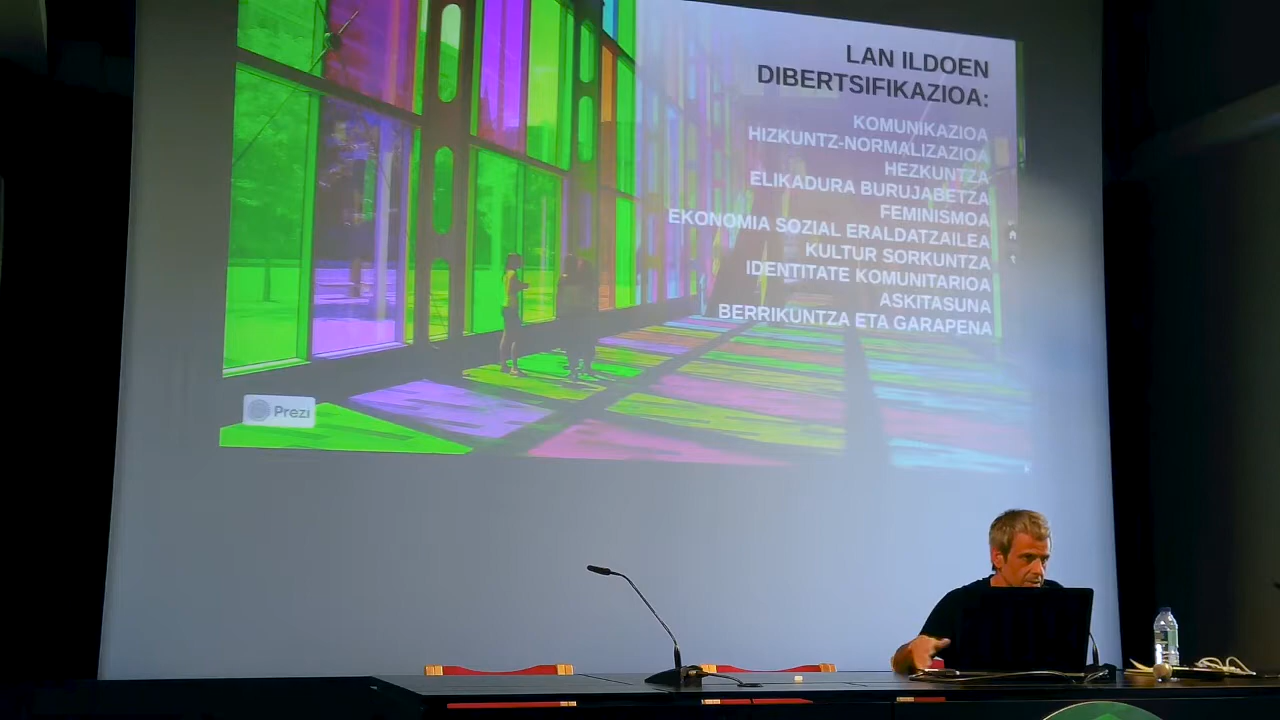 LAN ILDOEN
DIBERTSIFIKAZIOA:
KOMUNIKAZIOA
HIZKUNTZ-NORMALIZAZIOA
HEZKUNTZA
ELIKADURA BURUJABETZA
FEMINISMOA
EKONOMIA SOZIAL ERALDATZAILEA
KULTUR SORKUNTZA
IDENTITATE KOMUNITARIOA
ASKITASUNA
BERRIKUNTZA ETA GARAPENA
Prezi